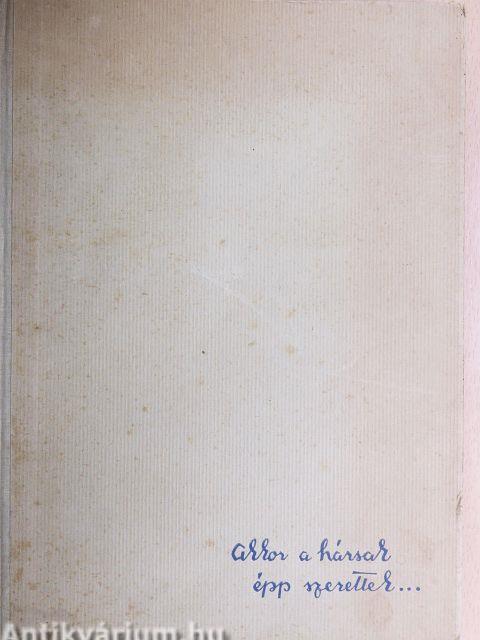 Akkor a hársak
épp szerettek...
Antikvárium.hu